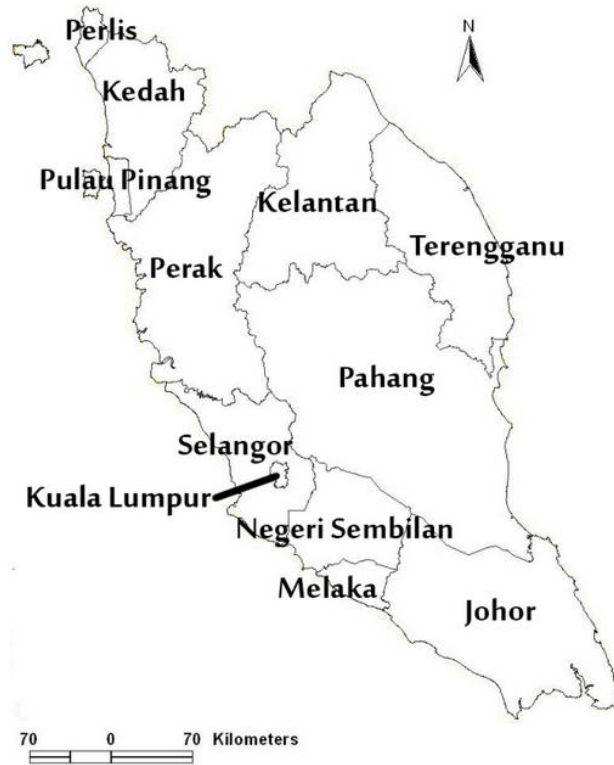 Perlis
N
Kedah
Pulau Pinang
Kelantan
Terengganu
Perak
Pahang
Selangor
Kuala Lumpur
Negeri Sembilan
Melaka
Johor
70 0 70 Kilometers